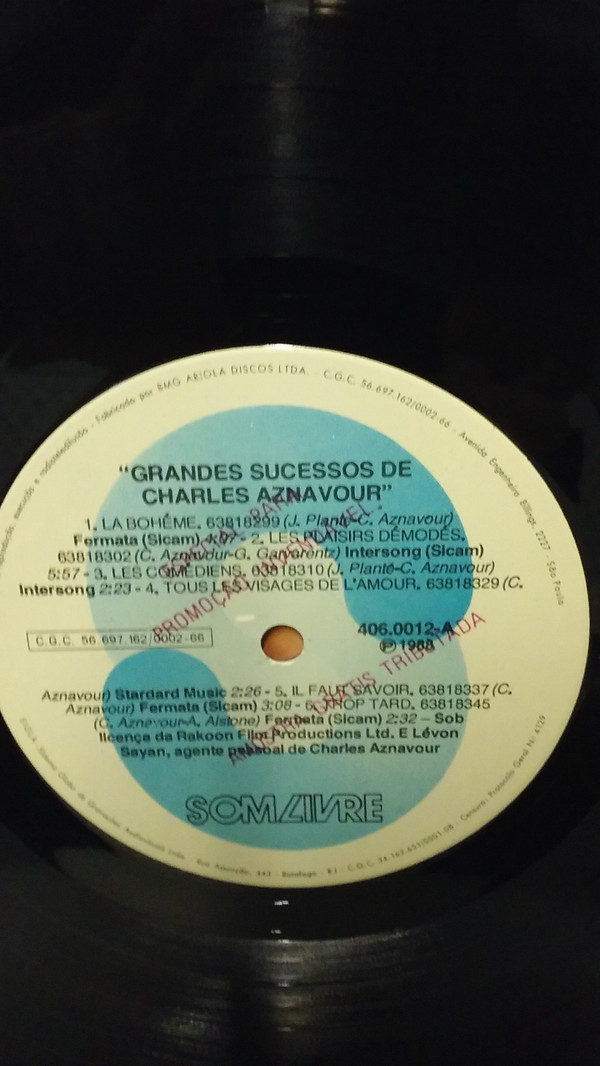 Fabricado por BMG ARIOLA DISCOS LTDA. - C.G.C. 56.697.162/0002-66 - Avenida Engenheiro Billings, 2227 - São Paulo
"GRANDES SUCESSOS DE
CHARLES AZNAVOUR"
1. LA BOHÊME. 63818299 (J. Planté-C. Aznavour)
Fermata (Sicam) 4:07 - 2. LES PLAISIRS DÉMODÉS.
63818302 (C. Aznavour-G. Garvarentz) Intersong (Sicam)
5:57 - 3. LES COMÉDIENS. 63818310 (J. Planté-C. Aznavour)
Intersong 2:23 - 4. TOUS LES VISAGES DE L'AMOUR. 63818329 (C.
C.G.C. 56.697.162/0002-66
406.0012-A
℗ 1988
Aznavour) Stardard Music 2:26 - 5. IL FAUT SAVOIR. 63818337 (C.
Aznavour) Fermata (Sicam) 3:08 - 6. TROP TARD. 63818345
(C. Aznavour-A. Alstone) Fermata (Sicam) 2:32 – Sob
licença da Rakoon Film Productions Ltd. E Lévon
Sayan, agente pessoal de Charles Aznavour
PROMOÇÃO
AMOSTRA GRATIS TRIBUTADA
SOM LIVRE